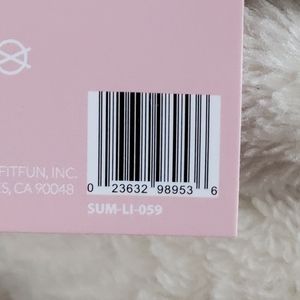 FITFUN, INC.
S, CA 90048
0 23632 98953 6
SUM-LI-059